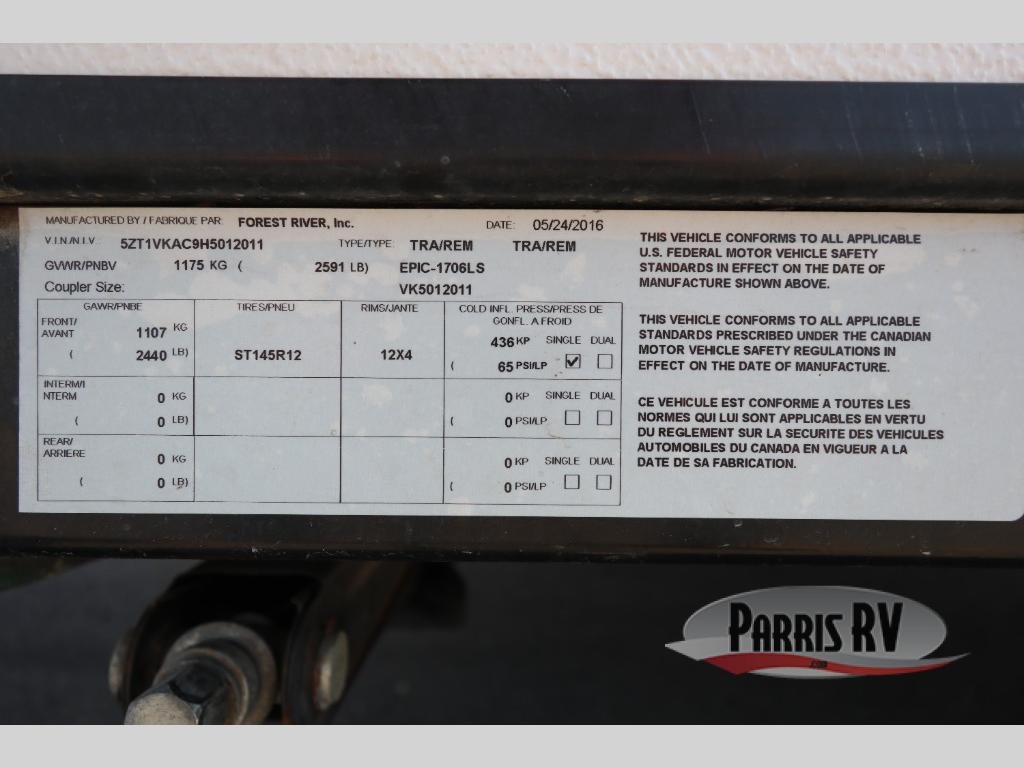 MANUFACTURED BY / FABRIQUE PAR: FOREST RIVER, Inc. DATE: 05/24/2016
V.I.N./N.I.V.: 5ZT1VKAC9H5012011 TYPE/TYPE: TRA/REM TRA/REM
GVWR/PNBV 1175 KG ( 2591 LB) EPIC-1706LS
Coupler Size: VK5012011
GAWR/PNBE TIRES/PNEU RIMS/JANTE COLD INFL. PRESS/PRESS DE
GONFL. A FROID
FRONT/
AVANT 1107 KG 436 KP SINGLE DUAL
( 2440 LB) ST145R12 12X4 ( 65 PSI/LP
INTERM/I
NTERM 0 KG 0 KP SINGLE DUAL
( 0 LB) ( 0 PSI/LP
REAR/
ARRIERE 0 KG 0 KP SINGLE DUAL
( 0 LB) ( 0 PSI/LP
THIS VEHICLE CONFORMS TO ALL APPLICABLE
U.S. FEDERAL MOTOR VEHICLE SAFETY
STANDARDS IN EFFECT ON THE DATE OF
MANUFACTURE SHOWN ABOVE.
THIS VEHICLE CONFORMS TO ALL APPLICABLE
STANDARDS PRESCRIBED UNDER THE CANADIAN
MOTOR VEHICLE SAFETY REGULATIONS IN
EFFECT ON THE DATE OF MANUFACTURE.
CE VEHICULE EST CONFORME A TOUTES LES
NORMES QUI LUI SONT APPLICABLES EN VERTU
DU REGLEMENT SUR LA SECURITE DES VEHICULES
AUTOMOBILES DU CANADA EN VIGUEUR A LA
DATE DE SA FABRICATION.
PARRIS RV
.com